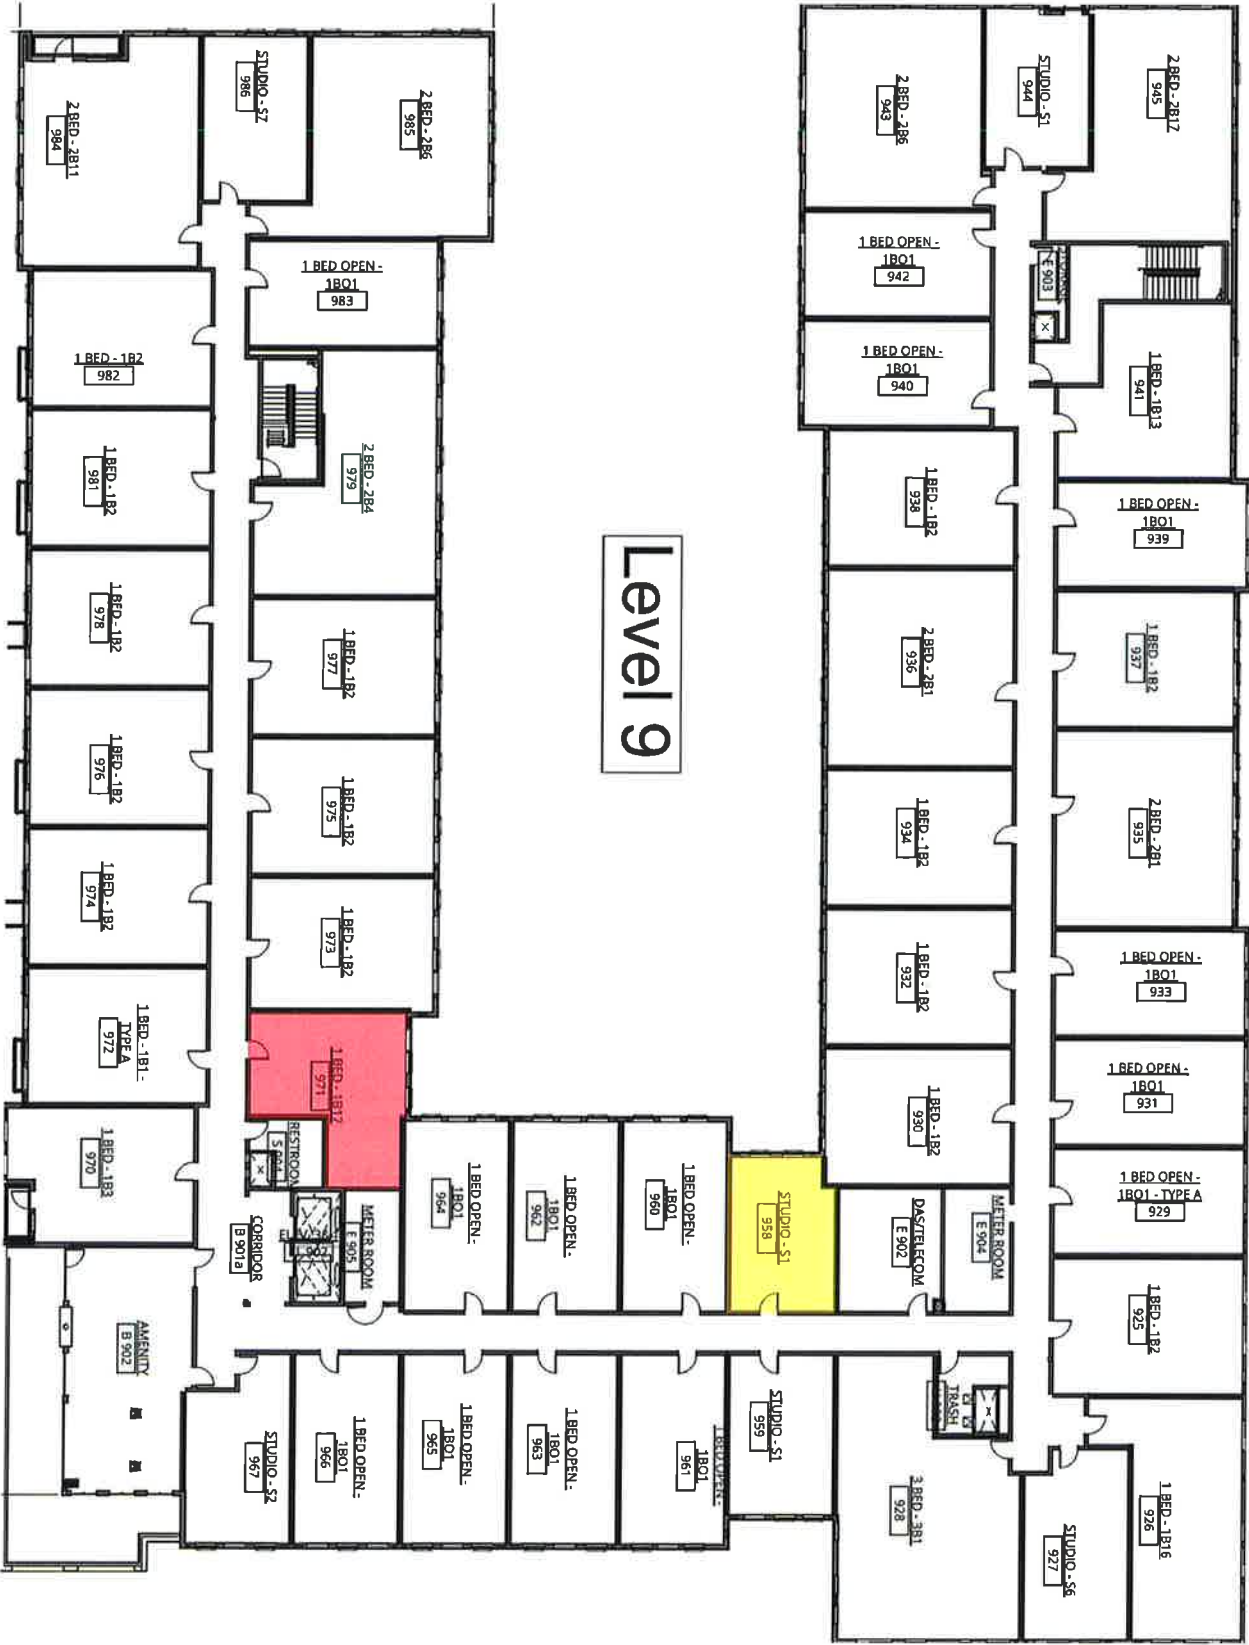 2 BED - 2B11
984
STUDIO - S7
986
2 BED - 2B6
985
1 BED OPEN -
1BO1
983
1 BED - 1B2
982
1 BED - 1B2
981
2 BED - 2B4
979
1 BED - 1B2
978
1 BED - 1B2
977
1 BED - 1B2
976
1 BED - 1B2
975
1 BED - 1B2
974
1 BED - 1B2
973
1 BED - 1B1 -
TYPE A
972
1 BED - 1B12
971
1 BED - 1B3
970
RESTROOM
CORRIDOR
B 901a
METER ROOM
E 905
AMENITY
B 902
1 BED OPEN -
1BO1
964
1 BED OPEN -
1BO1
962
1 BED OPEN -
1BO1
960
STUDIO - S1
958
DAS/TELECOM
E 902
METER ROOM
E 904
STUDIO - S2
967
1 BED OPEN -
1BO1
966
1 BED OPEN -
1BO1
965
1 BED OPEN -
1BO1
963
1 BED OPEN -
1BO1
961
STUDIO - S1
959
3 BED - 3B1
928
TRASH
STUDIO - S6
927
1 BED - 1B16
926
Level 9
2 BED - 2B6
943
STUDIO - S1
944
2 BED - 2B17
945
1 BED OPEN -
1BO1
942
E 903
1 BED OPEN -
1BO1
940
1 BED - 1B13
941
1 BED - 1B2
938
1 BED OPEN -
1BO1
939
2 BED - 2B1
936
1 BED - 1B2
937
1 BED - 1B2
934
2 BED - 2B1
935
1 BED - 1B2
932
1 BED OPEN -
1BO1
933
1 BED - 1B2
930
1 BED OPEN -
1BO1
931
1 BED OPEN -
1BO1 - TYPE A
929
1 BED - 1B2
925